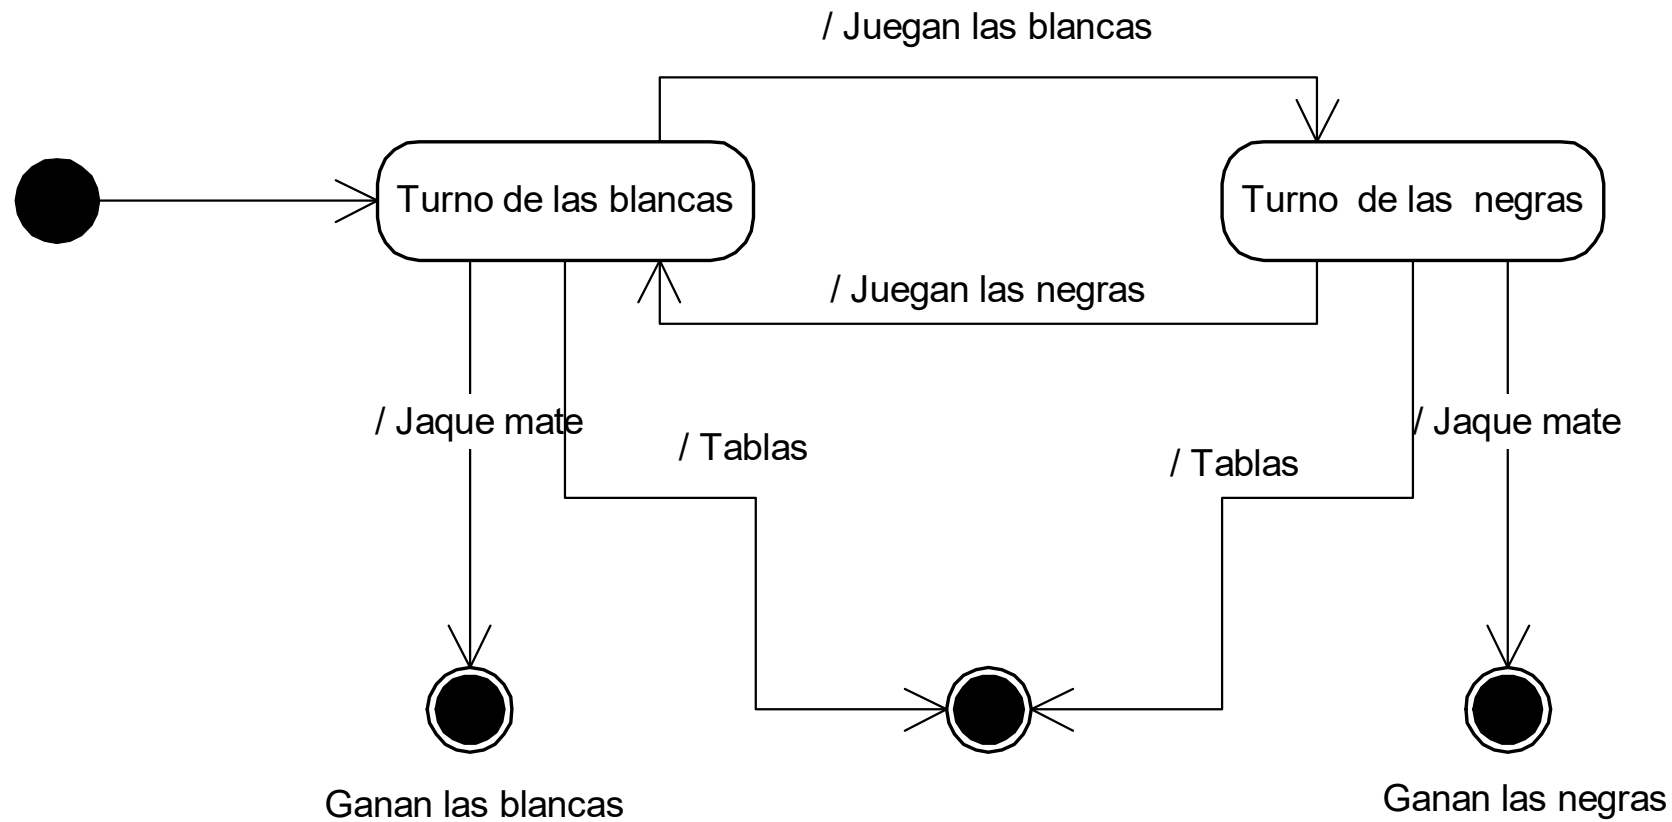 / Juegan las blancas
Turno de las blancas
Turno de las negras
/ Juegan las negras
/ Jaque mate
/ Tablas
/ Tablas
/ Jaque mate
Ganan las blancas
Ganan las negras